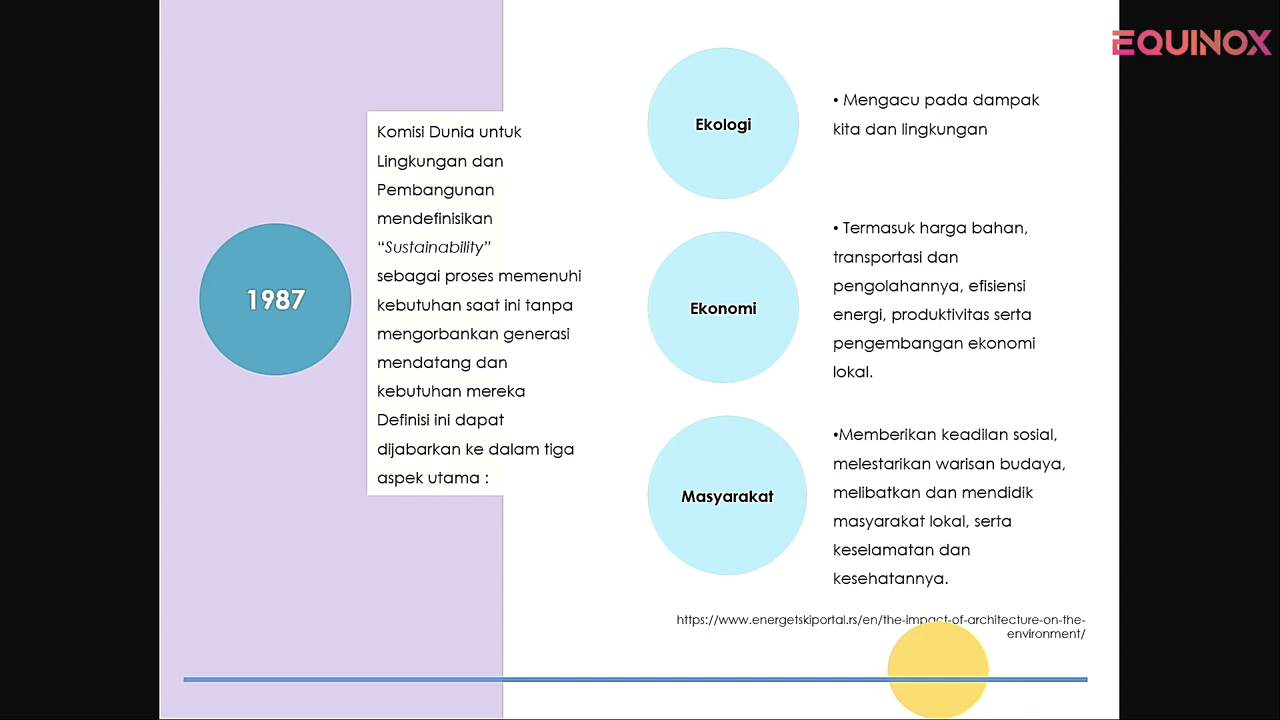 EQUINOX
1987
Komisi Dunia untuk
Lingkungan dan
Pembangunan
mendefinisikan
“Sustainability”
sebagai proses memenuhi
kebutuhan saat ini tanpa
mengorbankan generasi
mendatang dan
kebutuhan mereka
Definisi ini dapat
dijabarkan ke dalam tiga
aspek utama :
Ekologi
• Mengacu pada dampak
kita dan lingkungan
Ekonomi
• Termasuk harga bahan,
transportasi dan
pengolahannya, efisiensi
energi, produktivitas serta
pengembangan ekonomi
lokal.
Masyarakat
•Memberikan keadilan sosial,
melestarikan warisan budaya,
melibatkan dan mendidik
masyarakat lokal, serta
keselamatan dan
kesehatannya.
https://www.energetskiportal.rs/en/the-impact-of-architecture-on-the-
environment/